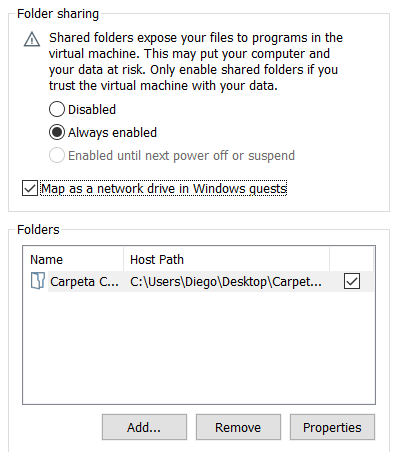 Folder sharing
Shared folders expose your files to programs in the
virtual machine. This may put your computer and
your data at risk. Only enable shared folders if you
trust the virtual machine with your data.
Disabled
Always enabled
Enabled until next power off or suspend
Map as a network drive in Windows guests
Folders
Name Host Path
Carpeta C... C:\Users\Diego\Desktop\Carpet...
Add... Remove Properties